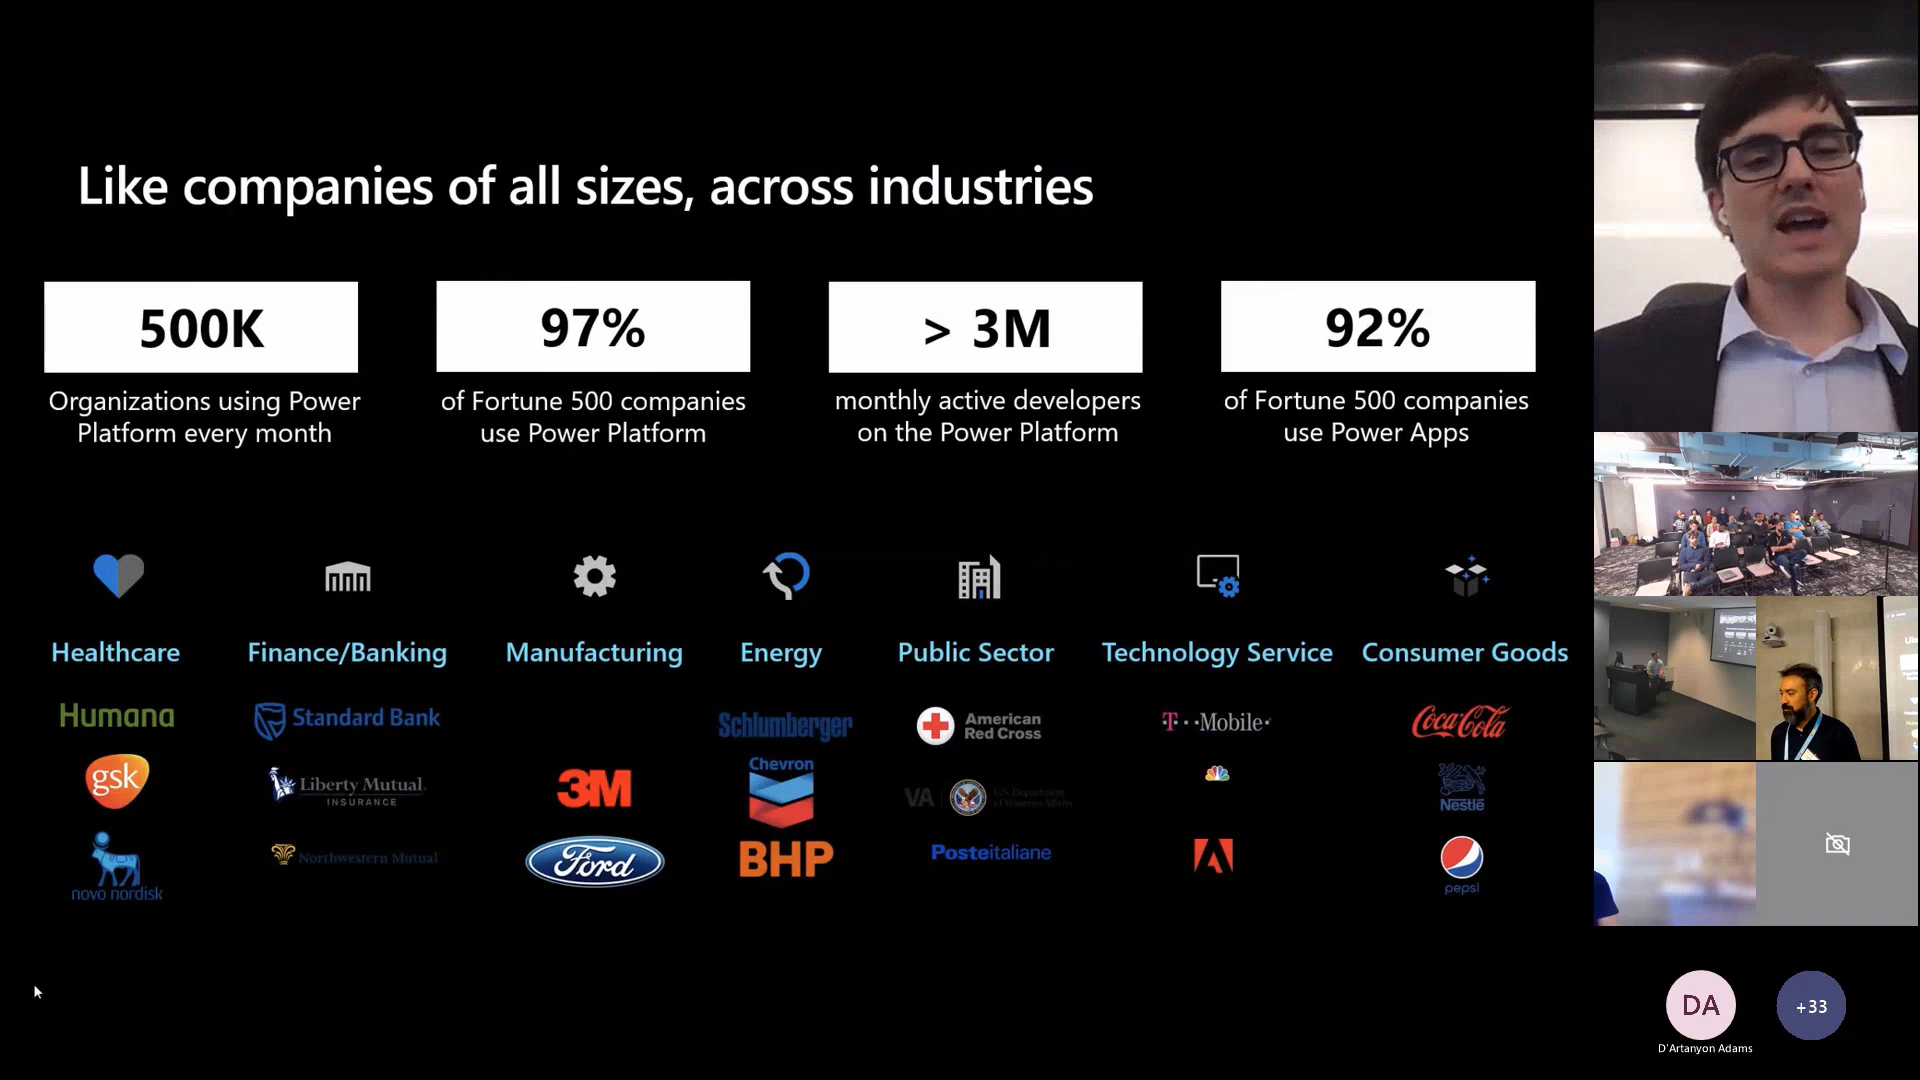 Like companies of all sizes, across industries
500K
Organizations using Power
Platform every month
97%
of Fortune 500 companies
use Power Platform
> 3M
monthly active developers
on the Power Platform
92%
of Fortune 500 companies
use Power Apps
Healthcare
Humana
gsk
novo nordisk
Finance/Banking
Standard Bank
Liberty Mutual.
INSURANCE
Northwestern Mutual
Manufacturing
3M
Ford
Energy
Schlumberger
Chevron
BHP
Public Sector
American
Red Cross
VA
U.S. Department
of Veterans Affairs
Posteitaliane
Technology Service
T··Mobile·
Consumer Goods
Coca-Cola
Nestlé
pepsi
DA
D'Artanyon Adams
+33